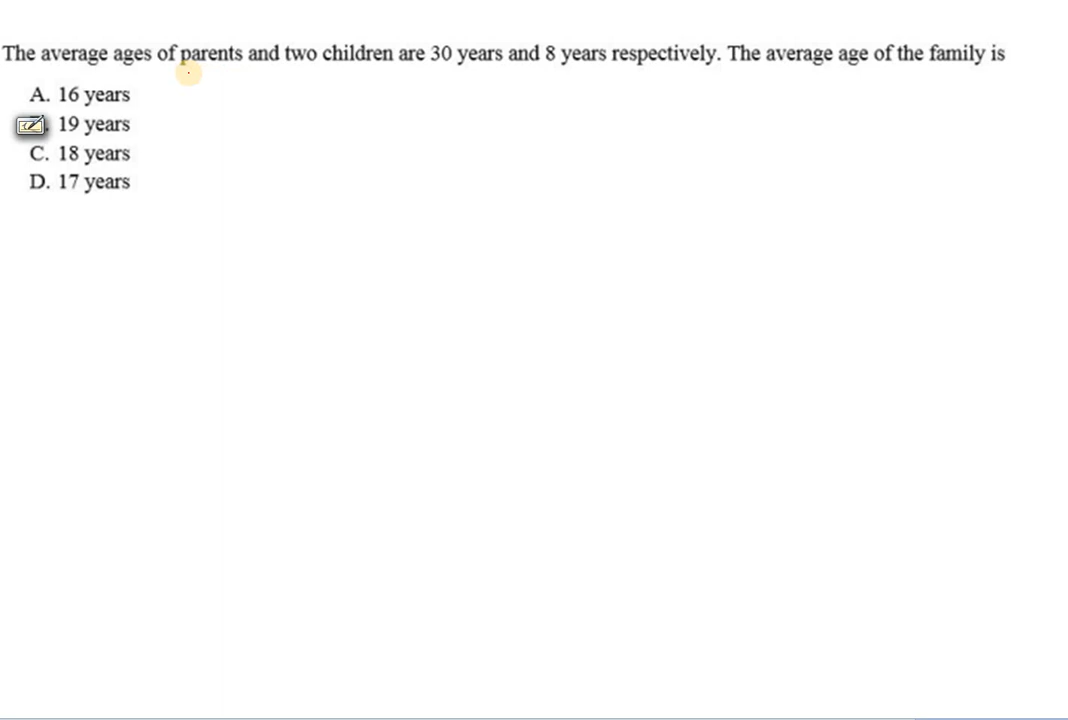 The average ages of parents and two children are 30 years and 8 years respectively. The average age of the family is
A. 16 years
. 19 years
C. 18 years
D. 17 years